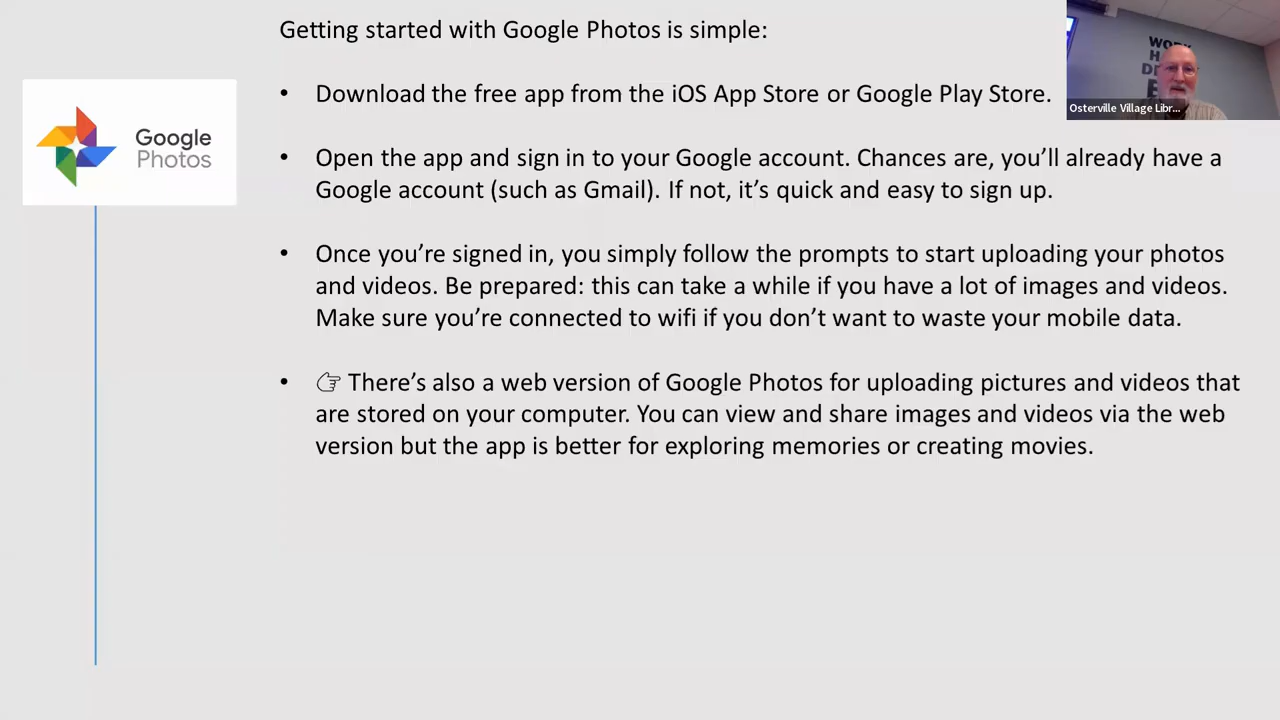 Getting started with Google Photos is simple:
• Download the free app from the iOS App Store or Google Play Store.
WORK
Osterville Village Libr...
Google
Photos
• Open the app and sign in to your Google account. Chances are, you’ll already have a
Google account (such as Gmail). If not, it’s quick and easy to sign up.
• Once you’re signed in, you simply follow the prompts to start uploading your photos
and videos. Be prepared: this can take a while if you have a lot of images and videos.
Make sure you’re connected to wifi if you don’t want to waste your mobile data.
• 👉 There’s also a web version of Google Photos for uploading pictures and videos that
are stored on your computer. You can view and share images and videos via the web
version but the app is better for exploring memories or creating movies.